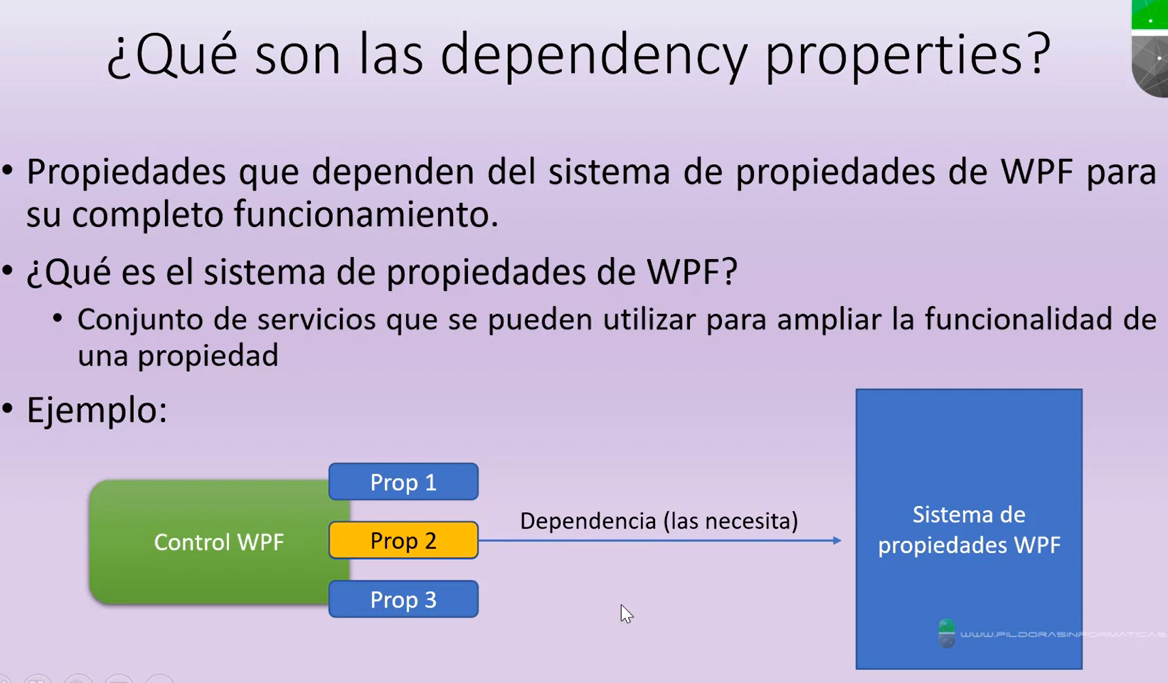 ¿Qué son las dependency properties?
• Propiedades que dependen del sistema de propiedades de WPF para
su completo funcionamiento.
• ¿Qué es el sistema de propiedades de WPF?
• Conjunto de servicios que se pueden utilizar para ampliar la funcionalidad de
una propiedad
• Ejemplo:
Control WPF
Prop 1
Prop 2
Prop 3
Dependencia (las necesita)
Sistema de
propiedades WPF
WWW.PILDORASINFORMATICAS.